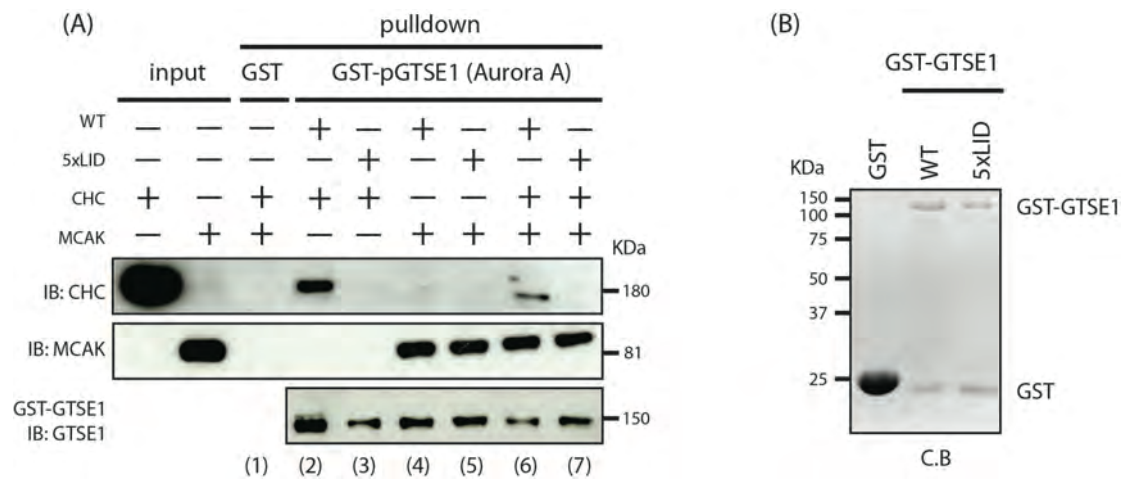 (A)
pulldown
input GST GST-pGTSE1 (Aurora A)
WT — — — + — + — + —
5xLID — — — — + — + — +
CHC + — + + + — — + +
MCAK — + + — — + + + +
KDa
IB: CHC 180
IB: MCAK 81
GST-GTSE1
IB: GTSE1 150
(1) (2) (3) (4) (5) (6) (7)
(B)
GST-GTSE1
KDa GST WT 5xLID
150 GST-GTSE1
100
75
50
37
25 GST
C.B